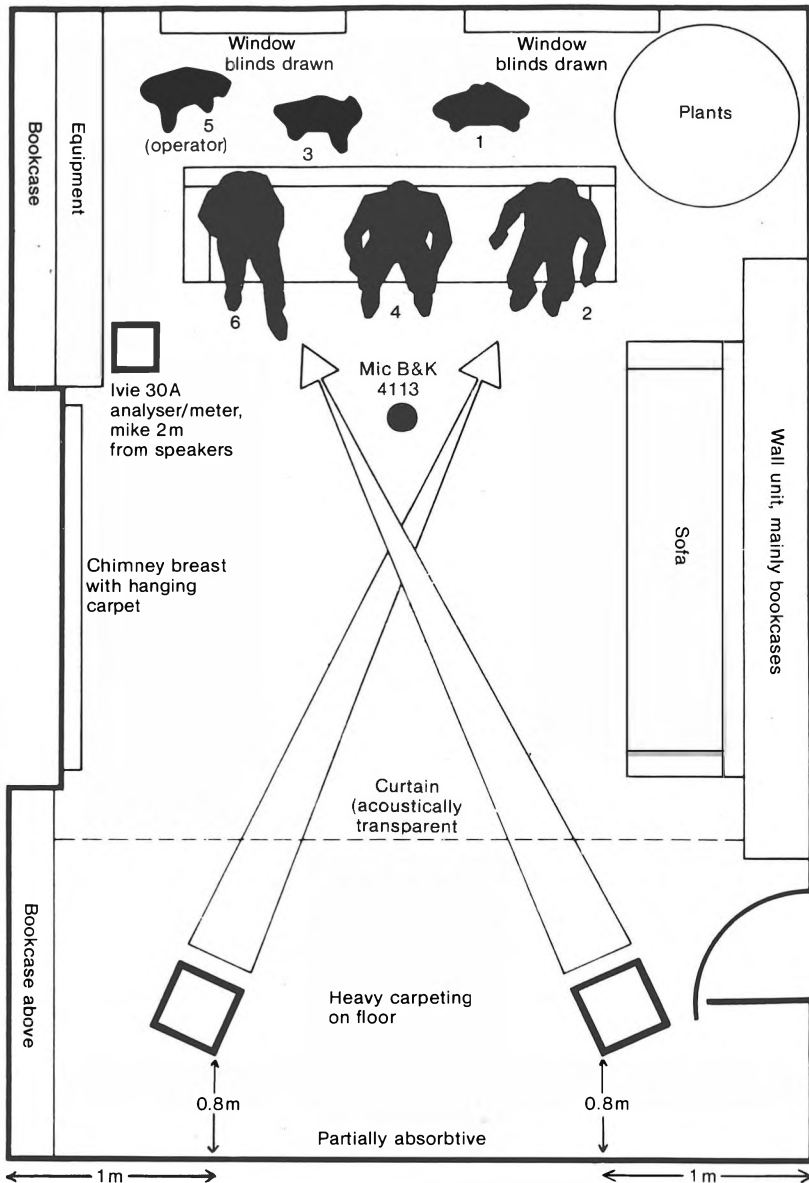 Window
blinds drawn
Window
blinds drawn
Bookcase
Equipment
5
(operator)
3
1
Plants
6
4
2
Ivie 30A
analyser/meter,
mike 2m
from speakers
Mic B&K
4113
Chimney breast
with hanging
carpet
Sofa
Wall unit, mainly bookcases
Curtain
(acoustically
transparent
Bookcase above
Heavy carpeting
on floor
0.8m
0.8m
Partially absorbtive
1m
1m